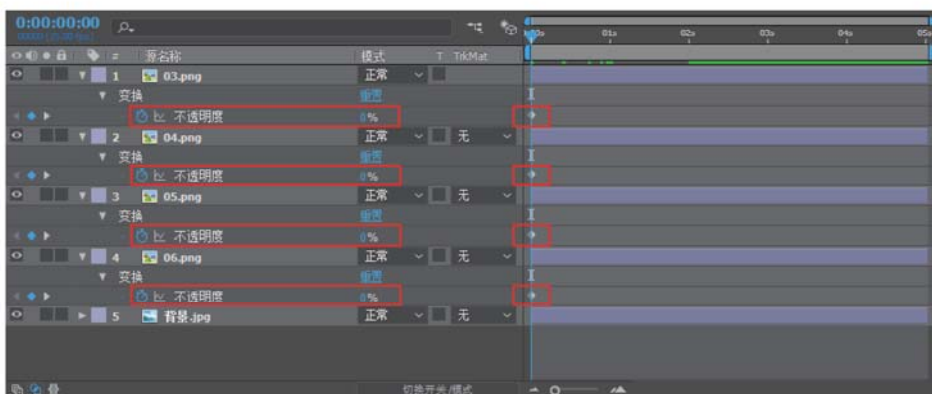 0:00:00:00
00000 (25.00 fps)
# 源名称 模式 T TrkMat
01s 02s 03s 04s 05s
1 03.png 正常
变换 重置
不透明度 0%
2 04.png 正常 无
变换 重置
不透明度 0%
3 05.png 正常 无
变换 重置
不透明度 0%
4 06.png 正常 无
变换 重置
不透明度 0%
5 背景.jpg 正常 无
切换开关/模式